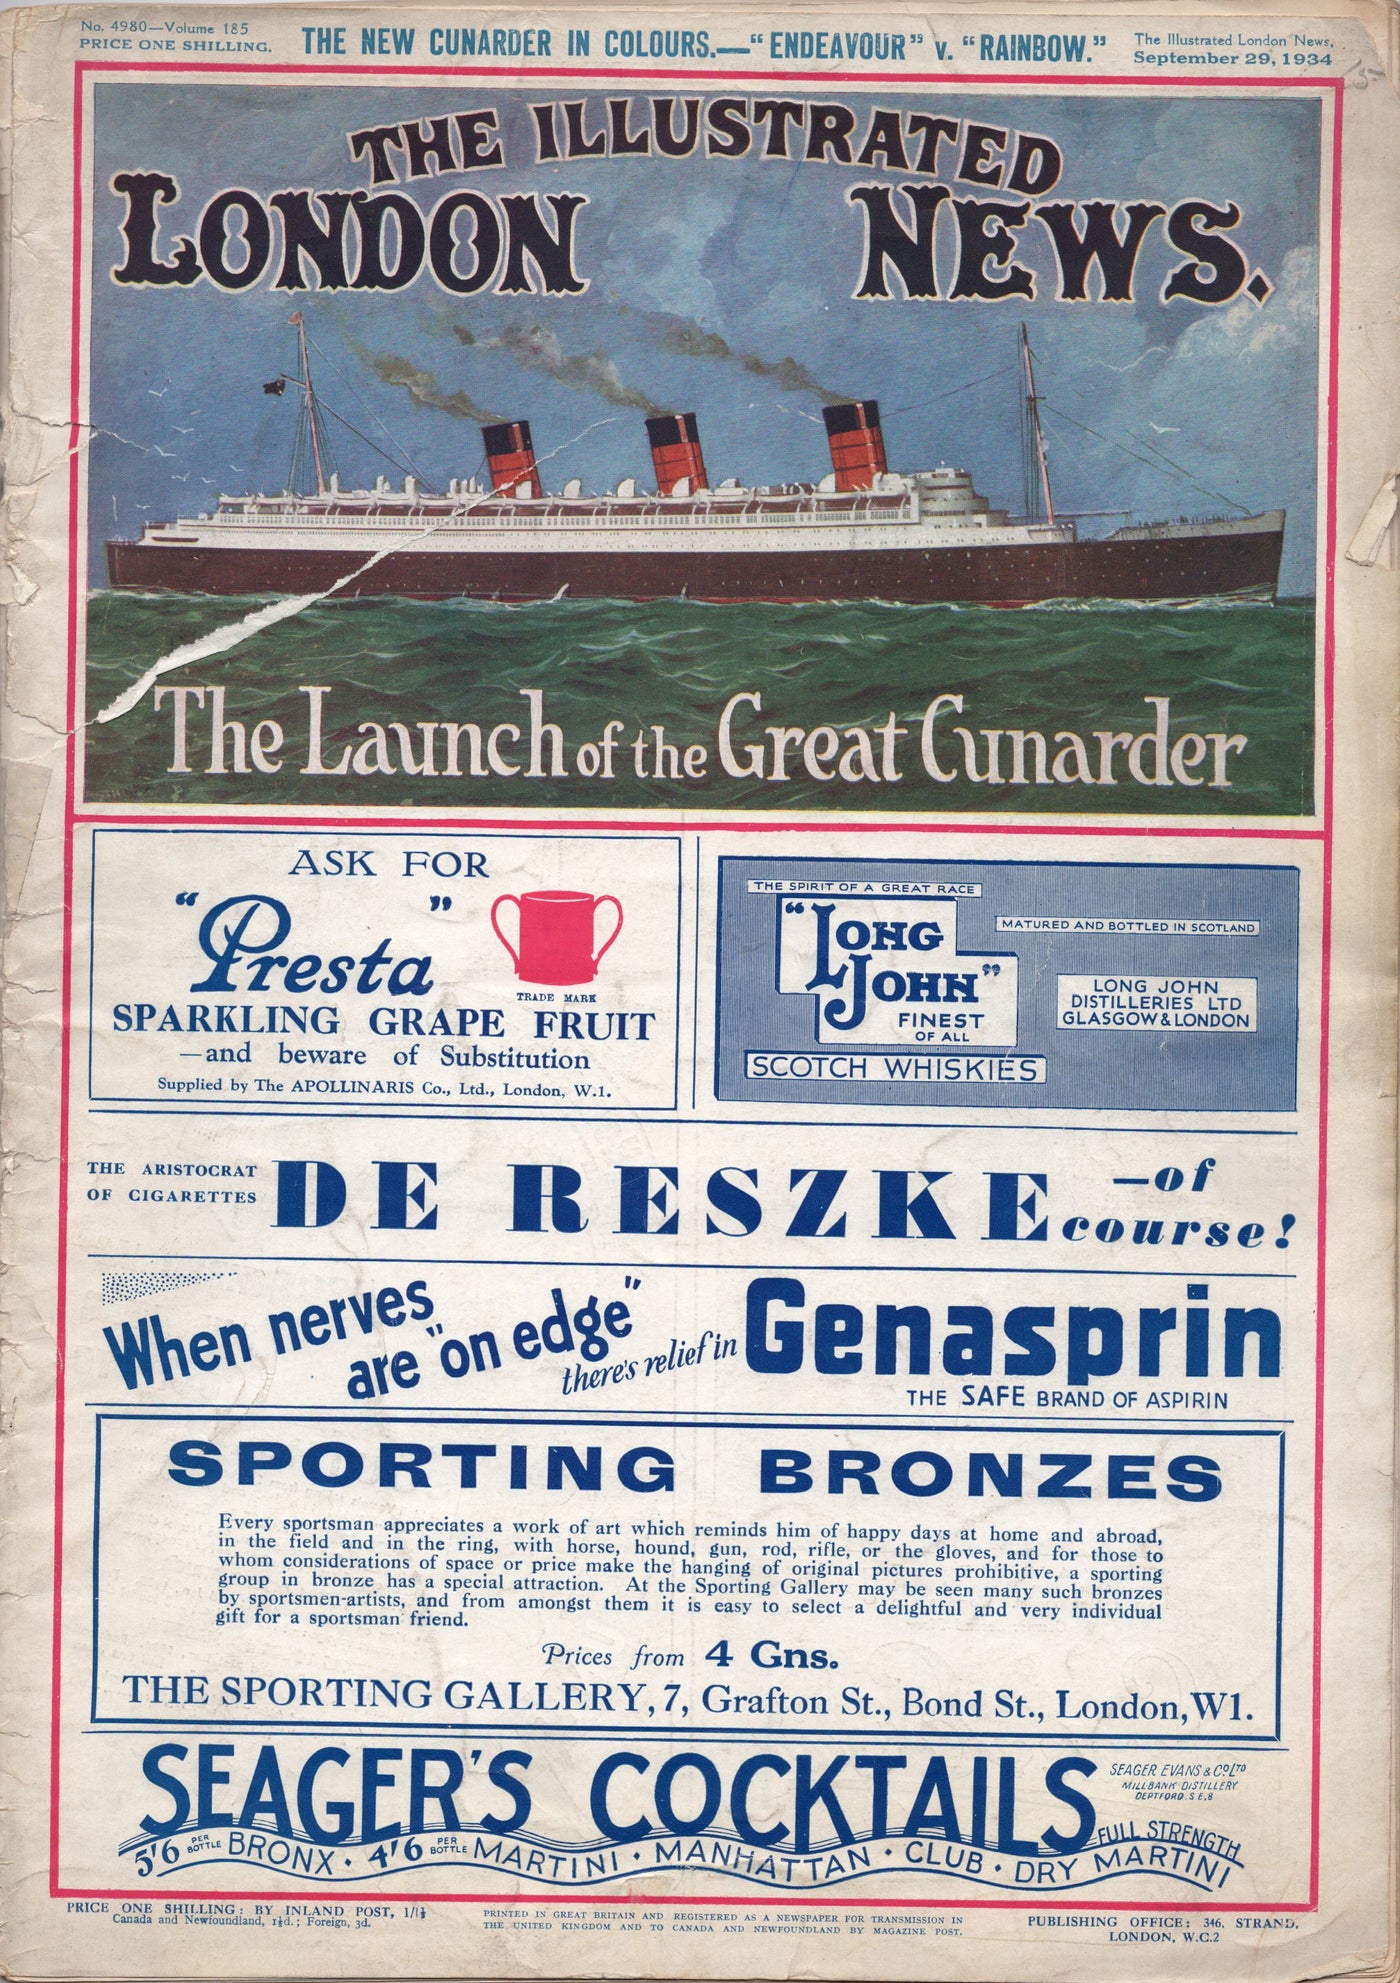 No. 4980—Volume 185
PRICE ONE SHILLING.
THE NEW CUNARDER IN COLOURS.—"ENDEAVOUR" v. "RAINBOW."
The Illustrated London News,
September 29, 1934
THE ILLUSTRATED
LONDON NEWS.
The Launch of the Great Cunarder
ASK FOR
"Presta"
TRADE MARK
SPARKLING GRAPE FRUIT
—and beware of Substitution
Supplied by The APOLLINARIS Co., Ltd., London, W.1.
THE SPIRIT OF A GREAT RACE
"LONG
JOHN"
FINEST
OF ALL
SCOTCH WHISKIES
MATURED AND BOTTLED IN SCOTLAND
LONG JOHN
DISTILLERIES LTD
GLASGOW & LONDON
THE ARISTOCRAT
OF CIGARETTES
DE RESZKE
—of
course!
When nerves
are "on edge"
there's relief in
Genasprin
THE SAFE BRAND OF ASPIRIN
SPORTING BRONZES
Every sportsman appreciates a work of art which reminds him of happy days at home and abroad,
in the field and in the ring, with horse, hound, gun, rod, rifle, or the gloves, and for those to
whom considerations of space or price make the hanging of original pictures prohibitive, a sporting
group in bronze has a special attraction. At the Sporting Gallery may be seen many such bronzes
by sportsmen-artists, and from amongst them it is easy to select a delightful and very individual
gift for a sportsman friend.
Prices from 4 Gns.
THE SPORTING GALLERY, 7, Grafton St., Bond St., London, W1.
SEAGER'S COCKTAILS
SEAGER EVANS & Co LTD
MILLBANK DISTILLERY
DEPTFORD. S.E.8
FULL STRENGTH
5'6 PER BOTTLE BRONX · 4'6 PER BOTTLE MARTINI · MANHATTAN · CLUB · DRY MARTINI
PRICE ONE SHILLING: BY INLAND POST, 1/1½
Canada and Newfoundland, 1½d.; Foreign, 3d.
PRINTED IN GREAT BRITAIN AND REGISTERED AS A NEWSPAPER FOR TRANSMISSION IN
THE UNITED KINGDOM AND TO CANADA AND NEWFOUNDLAND BY MAGAZINE POST.
PUBLISHING OFFICE: 346, STRAND,
LONDON, W.C.2